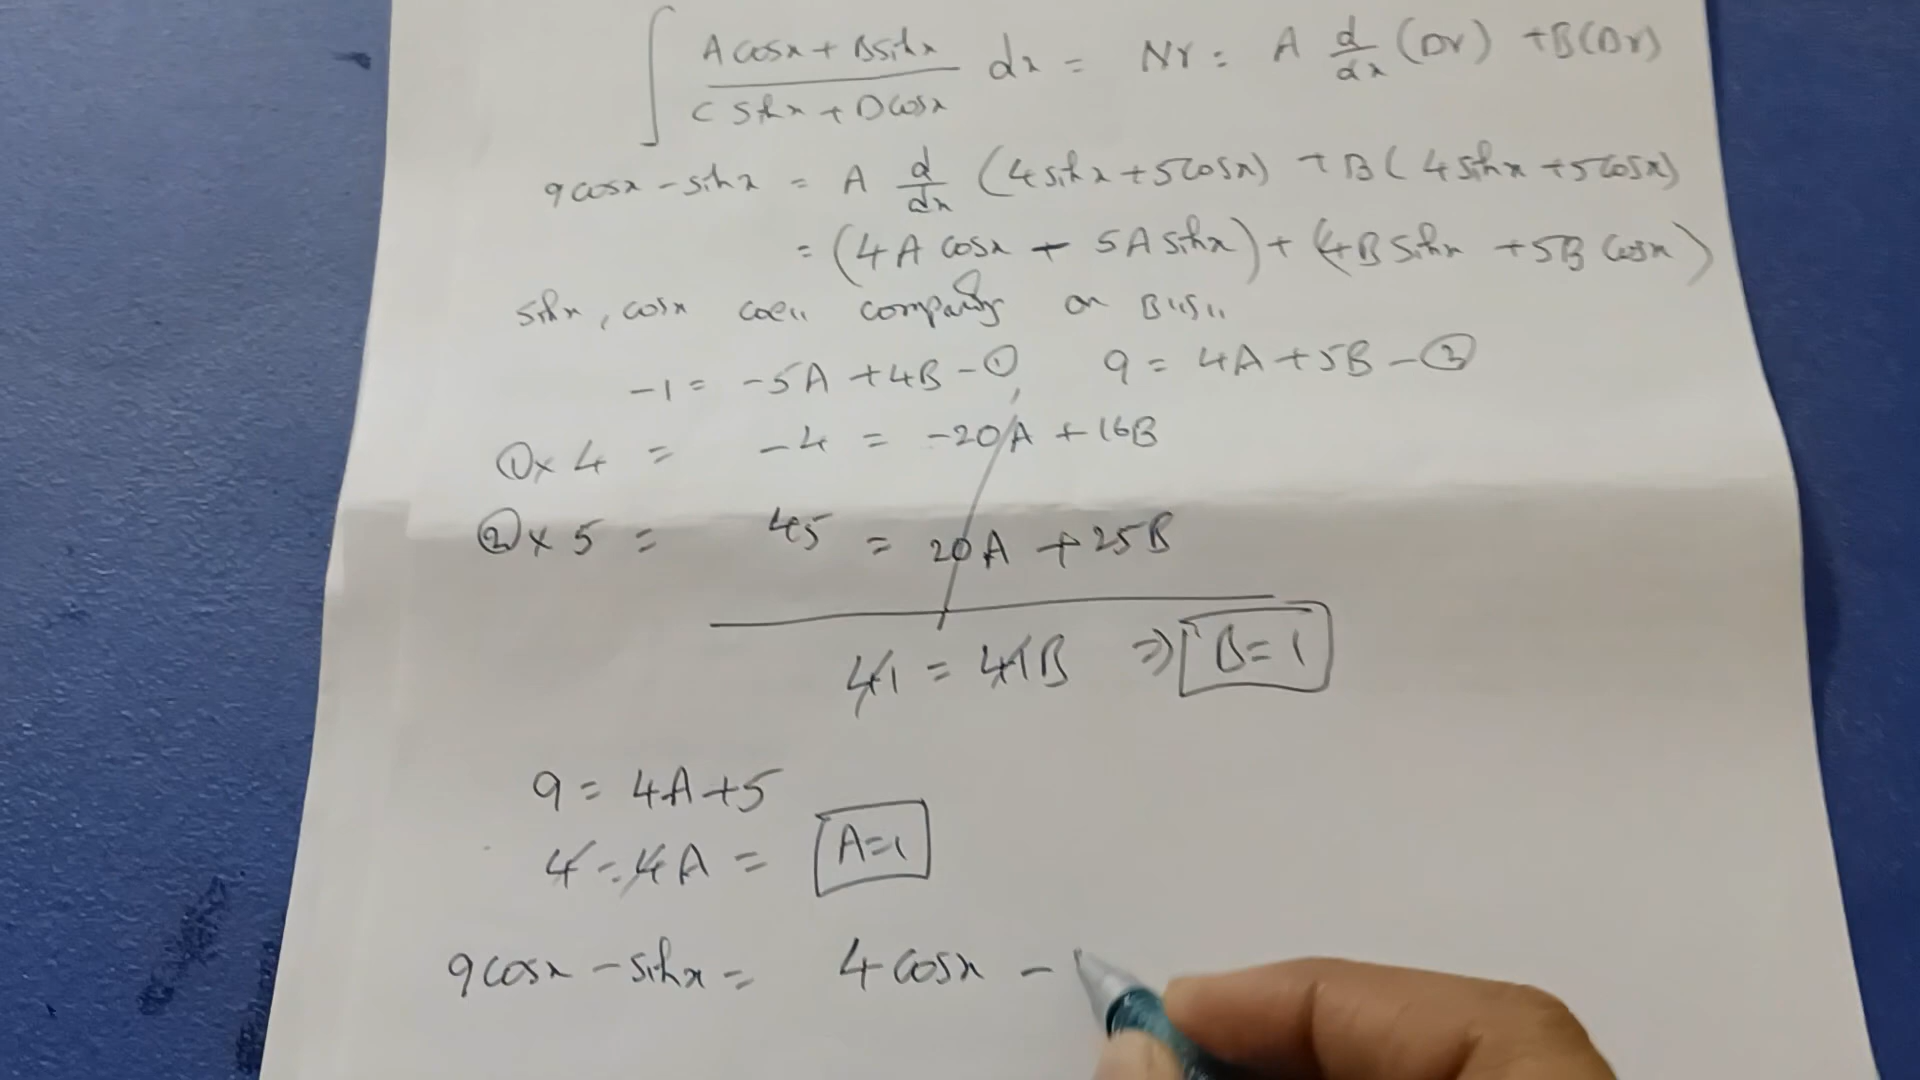 ∫ (A cosx + B sinx)/(C sinx + D cosx) dx = Nr = A d/dx (Dr) + B(Dr)
9 cosx - sinx = A d/dx (4 sinx + 5 cosx) + B ( 4 sinx + 5 cosx)
= (4A cosx - 5A sinx) + (4B sinx + 5B cosx)
sinx, cosx coe" comparing on B"S"
-1 = -5A + 4B - ①, 9 = 4A + 5B - ②
① x 4 = -4 = -20A + 16B
② x 5 = 45 = 20A + 25B
41 = 41B ⇒ B = 1
9 = 4A + 5
4 = 4A = A = 1
9 cosx - sinx = 4 cosx -